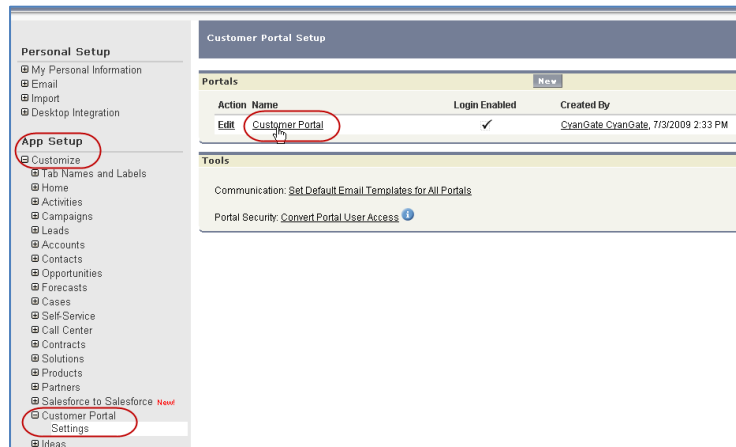 Personal Setup
My Personal Information
Email
Import
Desktop Integration
App Setup
Customize
Tab Names and Labels
Home
Activities
Campaigns
Leads
Accounts
Contacts
Opportunities
Forecasts
Cases
Self-Service
Call Center
Contracts
Solutions
Products
Partners
Salesforce to Salesforce New!
Customer Portal
Settings
Ideas
Customer Portal Setup
Portals New
Action Name Login Enabled Created By
Edit Customer Portal ✓ CyanGate CyanGate, 7/3/2009 2:33 PM
Tools
Communication: Set Default Email Templates for All Portals
Portal Security: Convert Portal User Access i